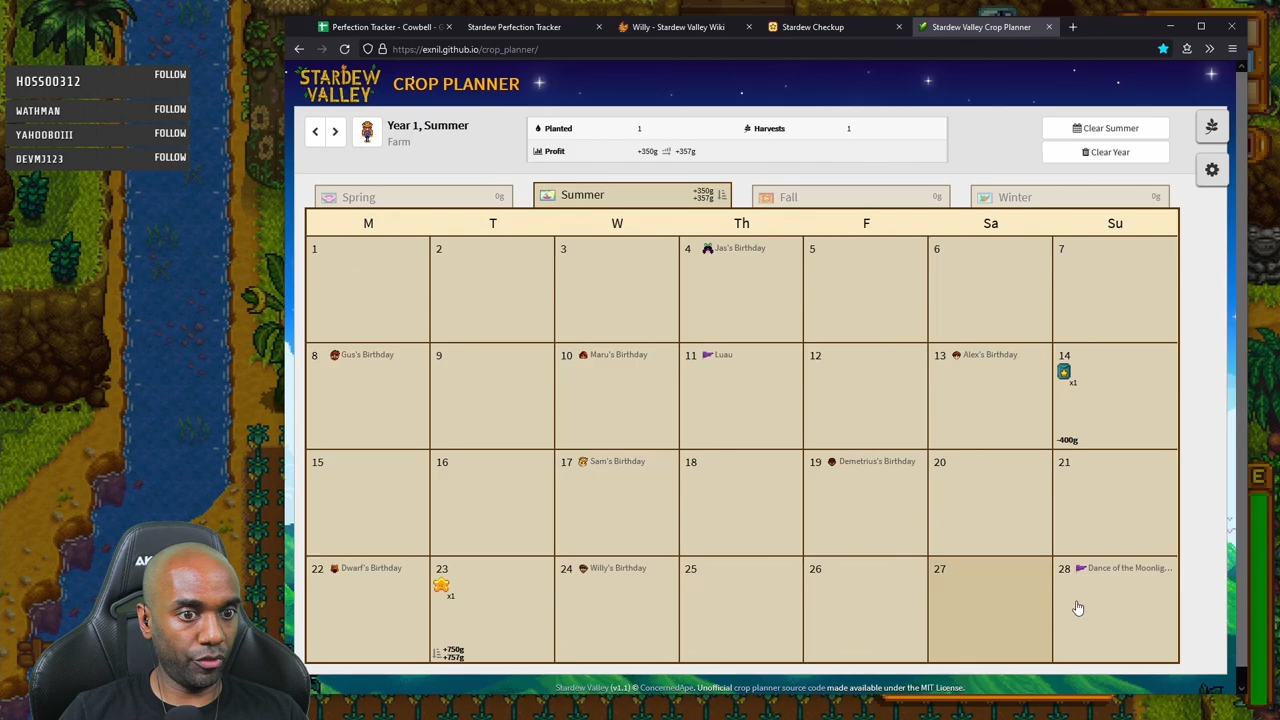 Perfection Tracker - Cowbell - G
Stardew Perfection Tracker
Willy - Stardew Valley Wiki
Stardew Checkup
Stardew Valley Crop Planner
https://exnil.github.io/crop_planner/
HOSSOO312 FOLLOW
WATHMAN FOLLOW
YAHOOBOIII FOLLOW
DEVMJ123 FOLLOW
STARDEW VALLEY
CROP PLANNER
Year 1, Summer
Farm
Planted 1 Harvests 1
Profit +350g +357g
Clear Summer
Clear Year
Spring 0g
Summer +350g +357g
Fall 0g
Winter 0g
M T W Th F Sa Su
1 2 3 4 Jas's Birthday 5 6 7
8 Gus's Birthday 9 10 Maru's Birthday 11 Luau 12 13 Alex's Birthday 14
x1
-400g
15 16 17 Sam's Birthday 18 19 Demetrius's Birthday 20 21
22 Dwarf's Birthday 23 24 Willy's Birthday 25 26 27 28 Dance of the Moonlig...
x1
+750g
+757g
Stardew Valley (v1.1) © ConcernedApe. Unofficial crop planner source code made available under the MIT License.
E